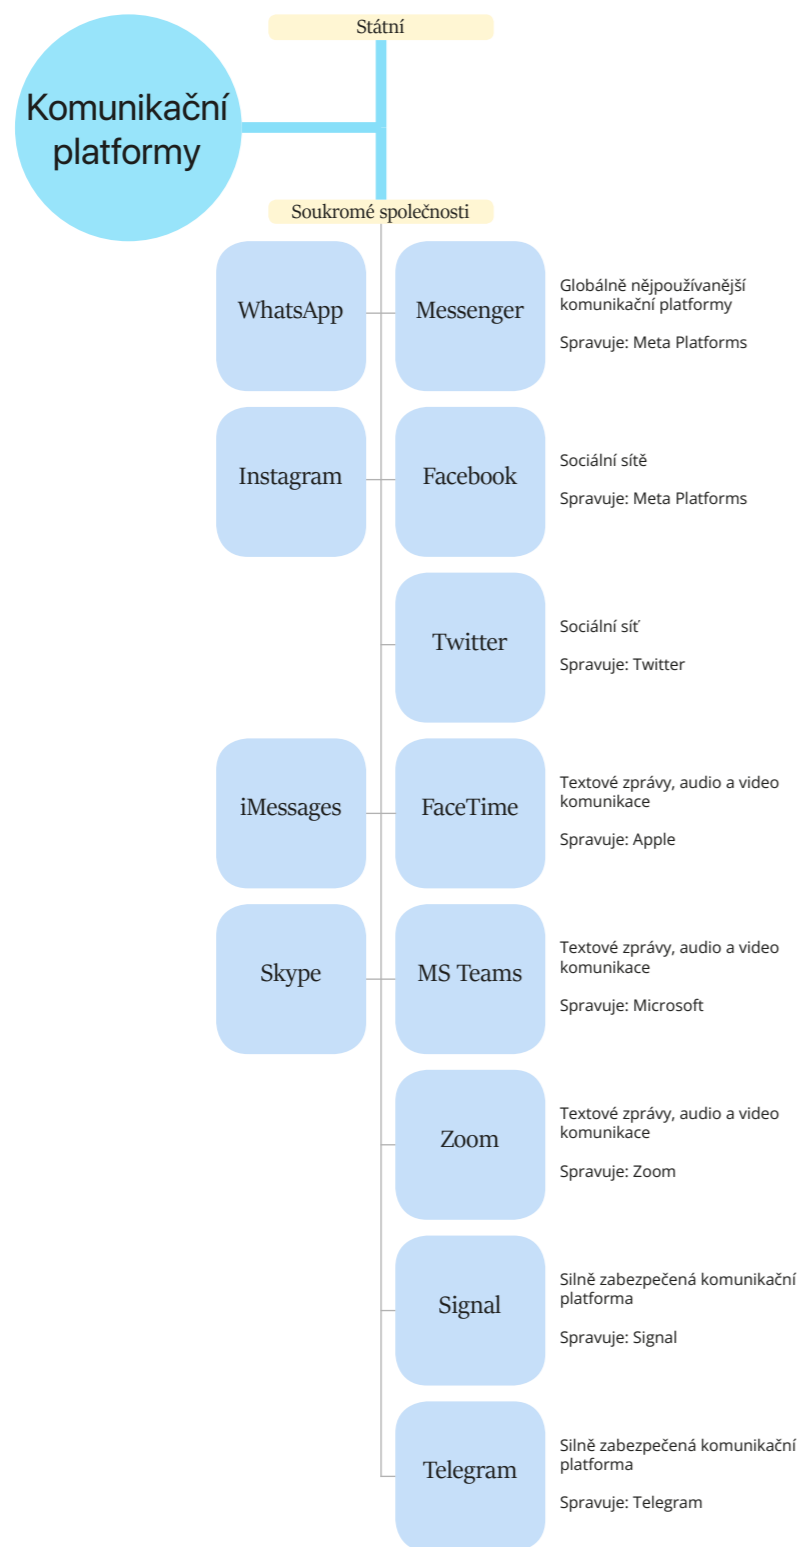 Státní
Komunikační
platformy
Soukromé společnosti
WhatsApp
Messenger
Globálně nějpoužívanější
komunikační platformy
Spravuje: Meta Platforms
Instagram
Facebook
Sociální sítě
Spravuje: Meta Platforms
Twitter
Sociální síť
Spravuje: Twitter
iMessages
FaceTime
Textové zprávy, audio a video
komunikace
Spravuje: Apple
Skype
MS Teams
Textové zprávy, audio a video
komunikace
Spravuje: Microsoft
Zoom
Textové zprávy, audio a video
komunikace
Spravuje: Zoom
Signal
Silně zabezpečená komunikační
platforma
Spravuje: Signal
Telegram
Silně zabezpečená komunikační
platforma
Spravuje: Telegram